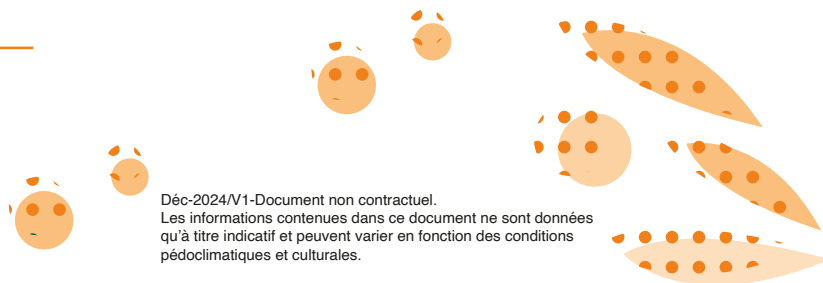 Déc-2024/V1-Document non contractuel.
Les informations contenues dans ce document ne sont données
qu'à titre indicatif et peuvent varier en fonction des conditions
pédoclimatiques et culturales.